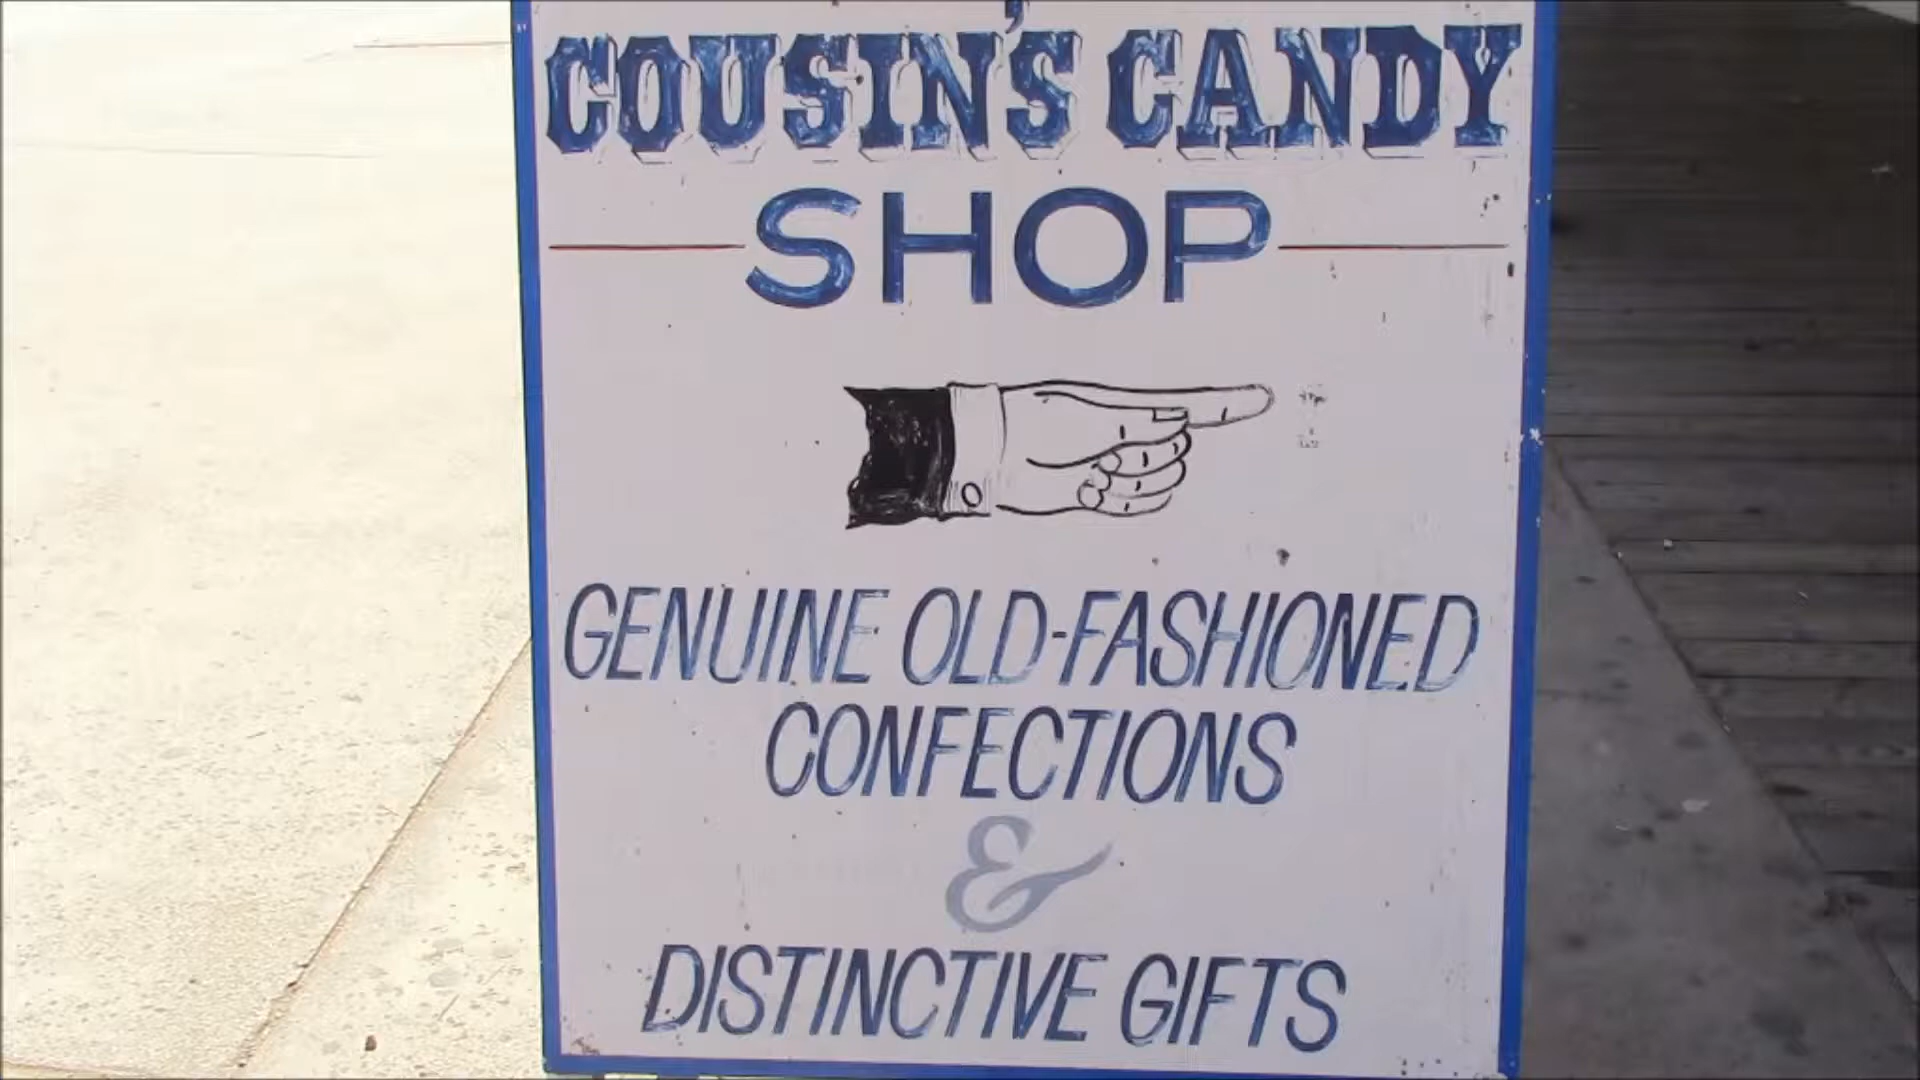 COUSIN'S CANDY
SHOP
GENUINE OLD-FASHIONED
CONFECTIONS
&
DISTINCTIVE GIFTS